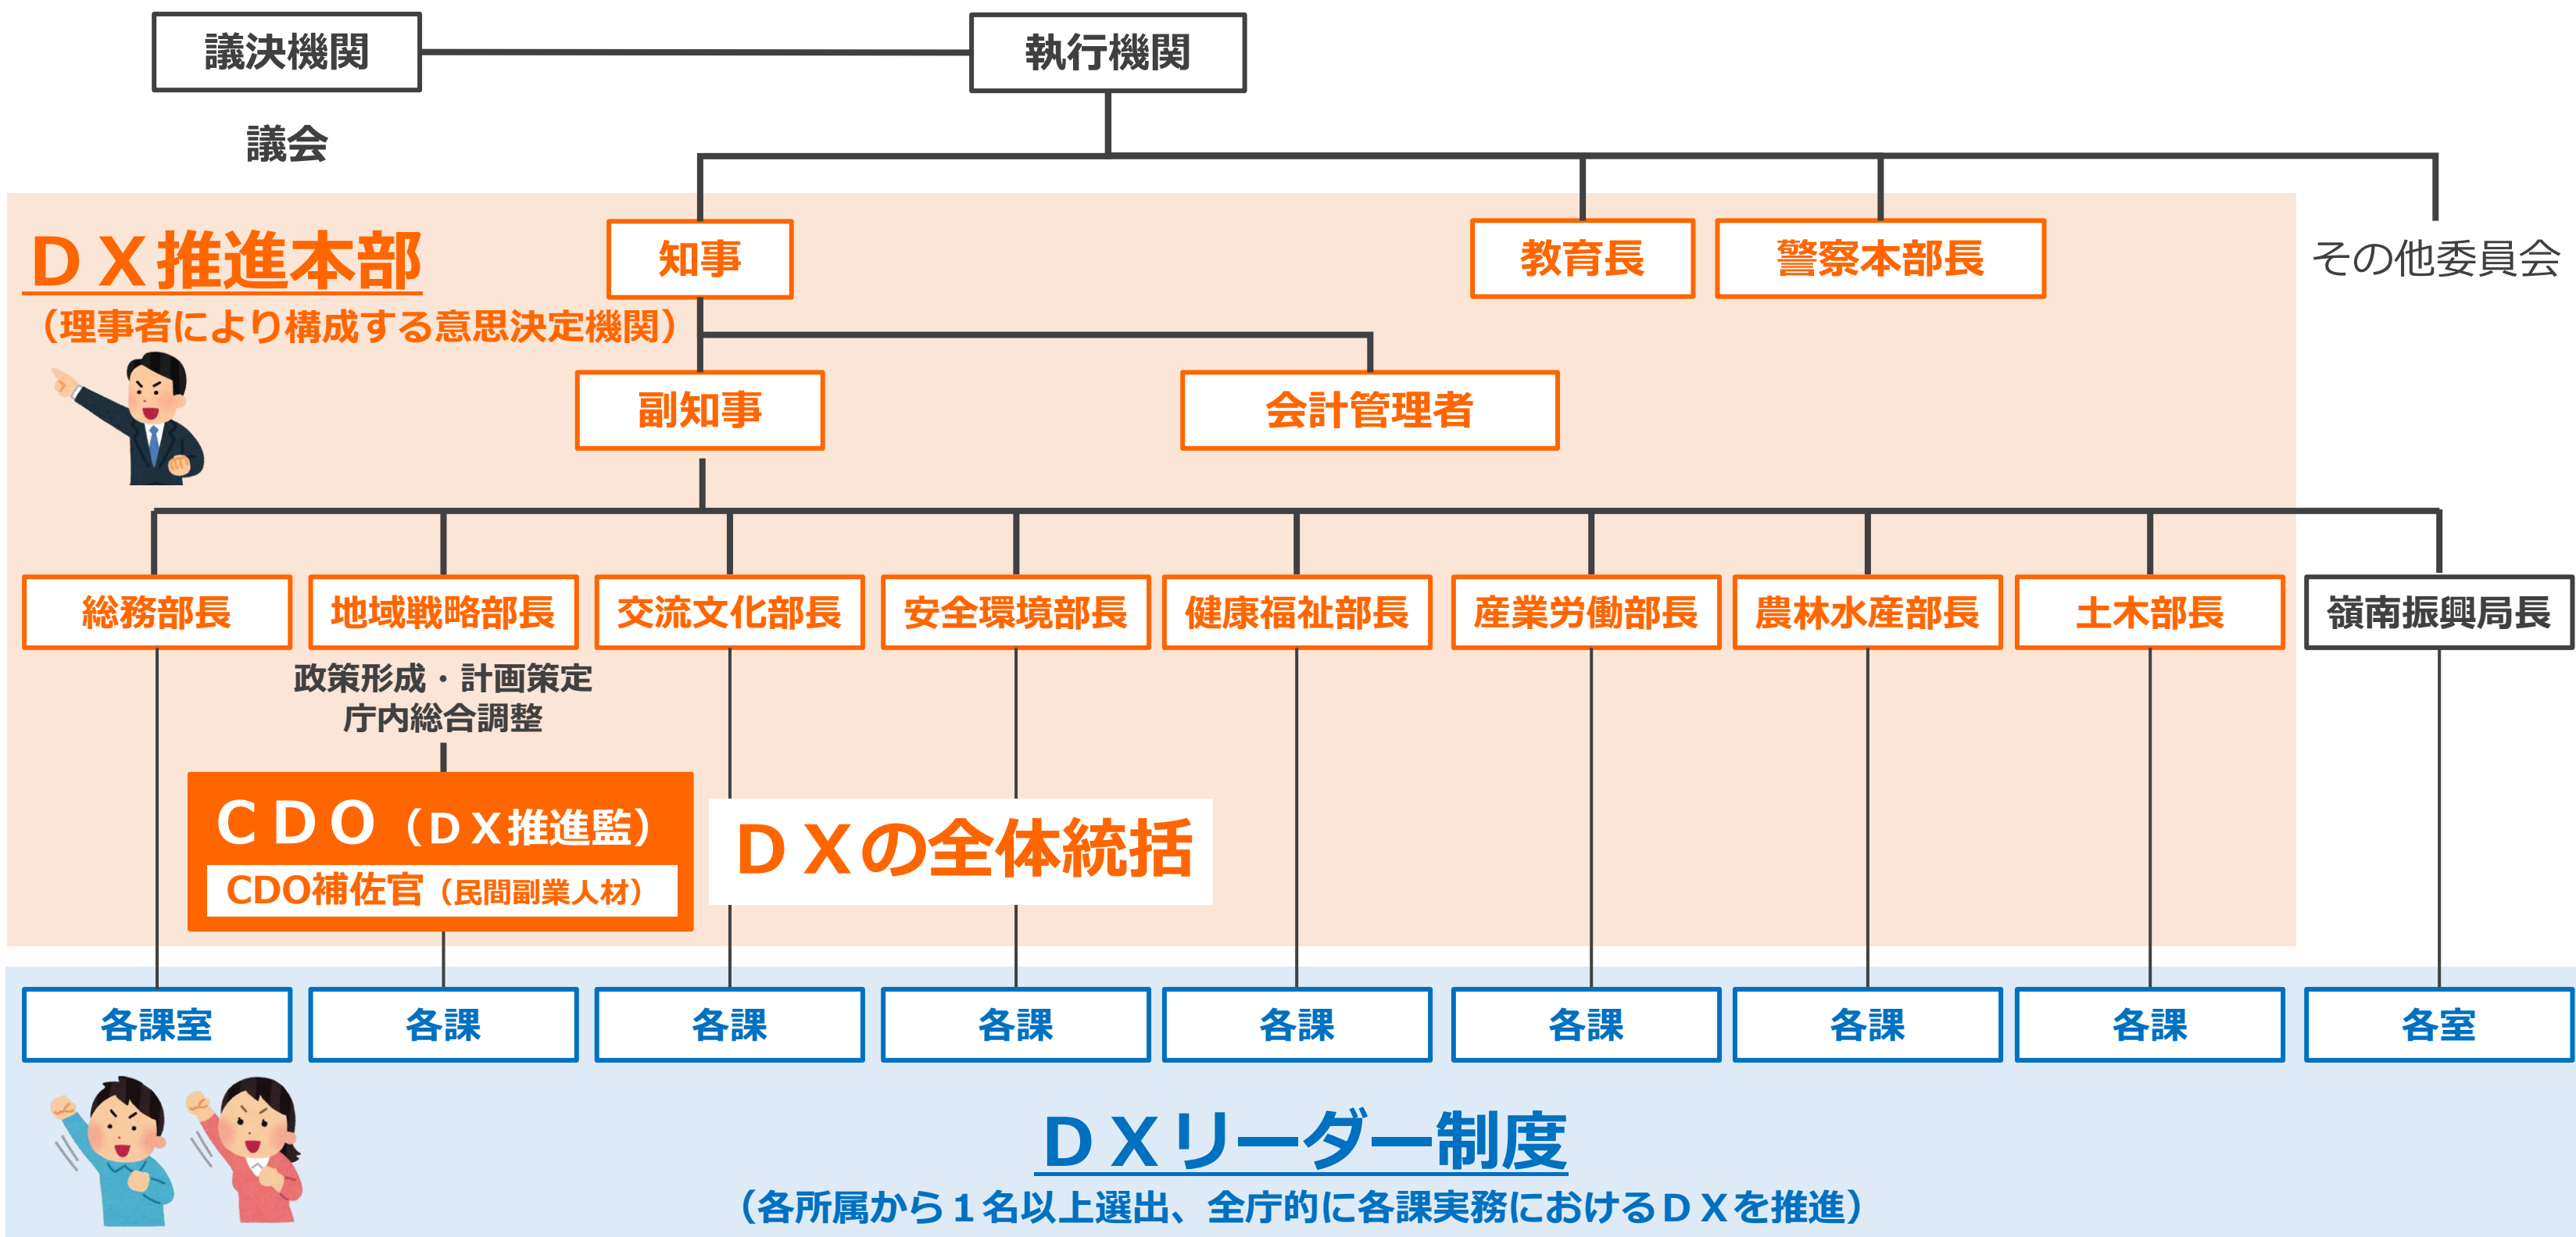 議決機関
執行機関
議会
ＤＸ推進本部
（理事者により構成する意思決定機関）
知事
教育長
警察本部長
その他委員会
副知事
会計管理者
総務部長
地域戦略部長
交流文化部長
安全環境部長
健康福祉部長
産業労働部長
農林水産部長
土木部長
嶺南振興局長
政策形成・計画策定
庁内総合調整
ＣＤＯ（ＤＸ推進監）
CDO補佐官（民間副業人材）
ＤＸの全体統括
各課室
各課
各課
各課
各課
各課
各課
各課
各室
ＤＸリーダー制度
（各所属から１名以上選出、全庁的に各課実務におけるＤＸを推進）